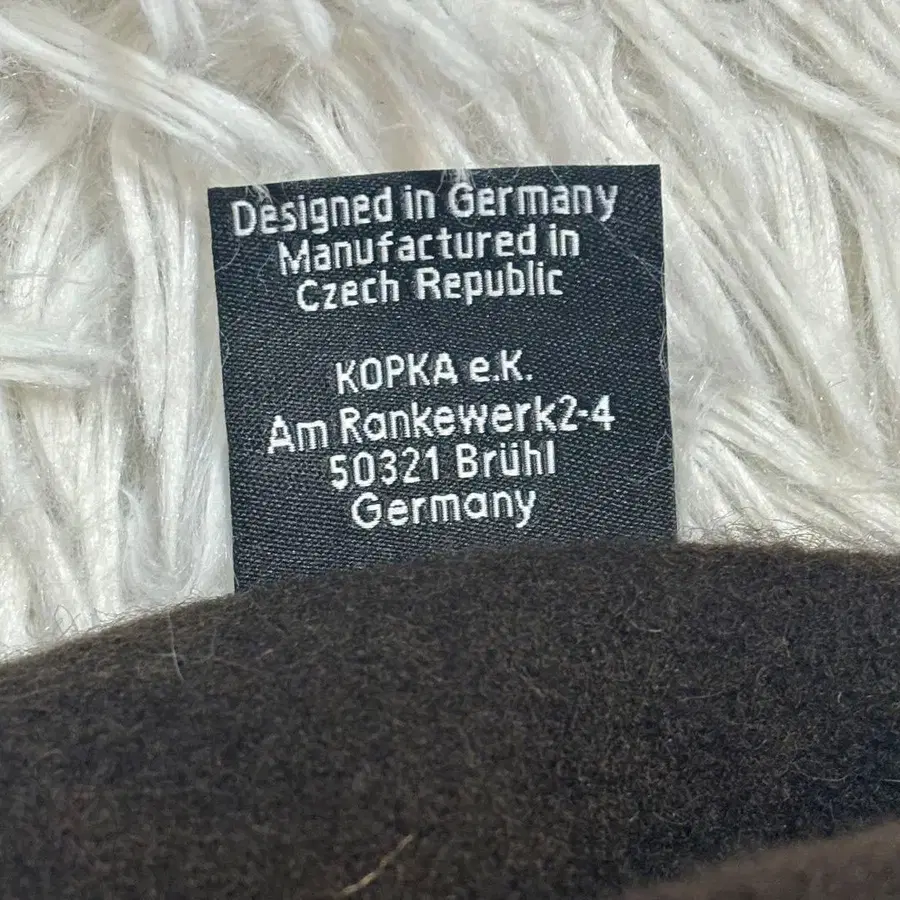 Designed in Germany
Manufactured in
Czech Republic
KOPKA e.K.
Am Rankewerk2-4
50321 Brühl
Germany